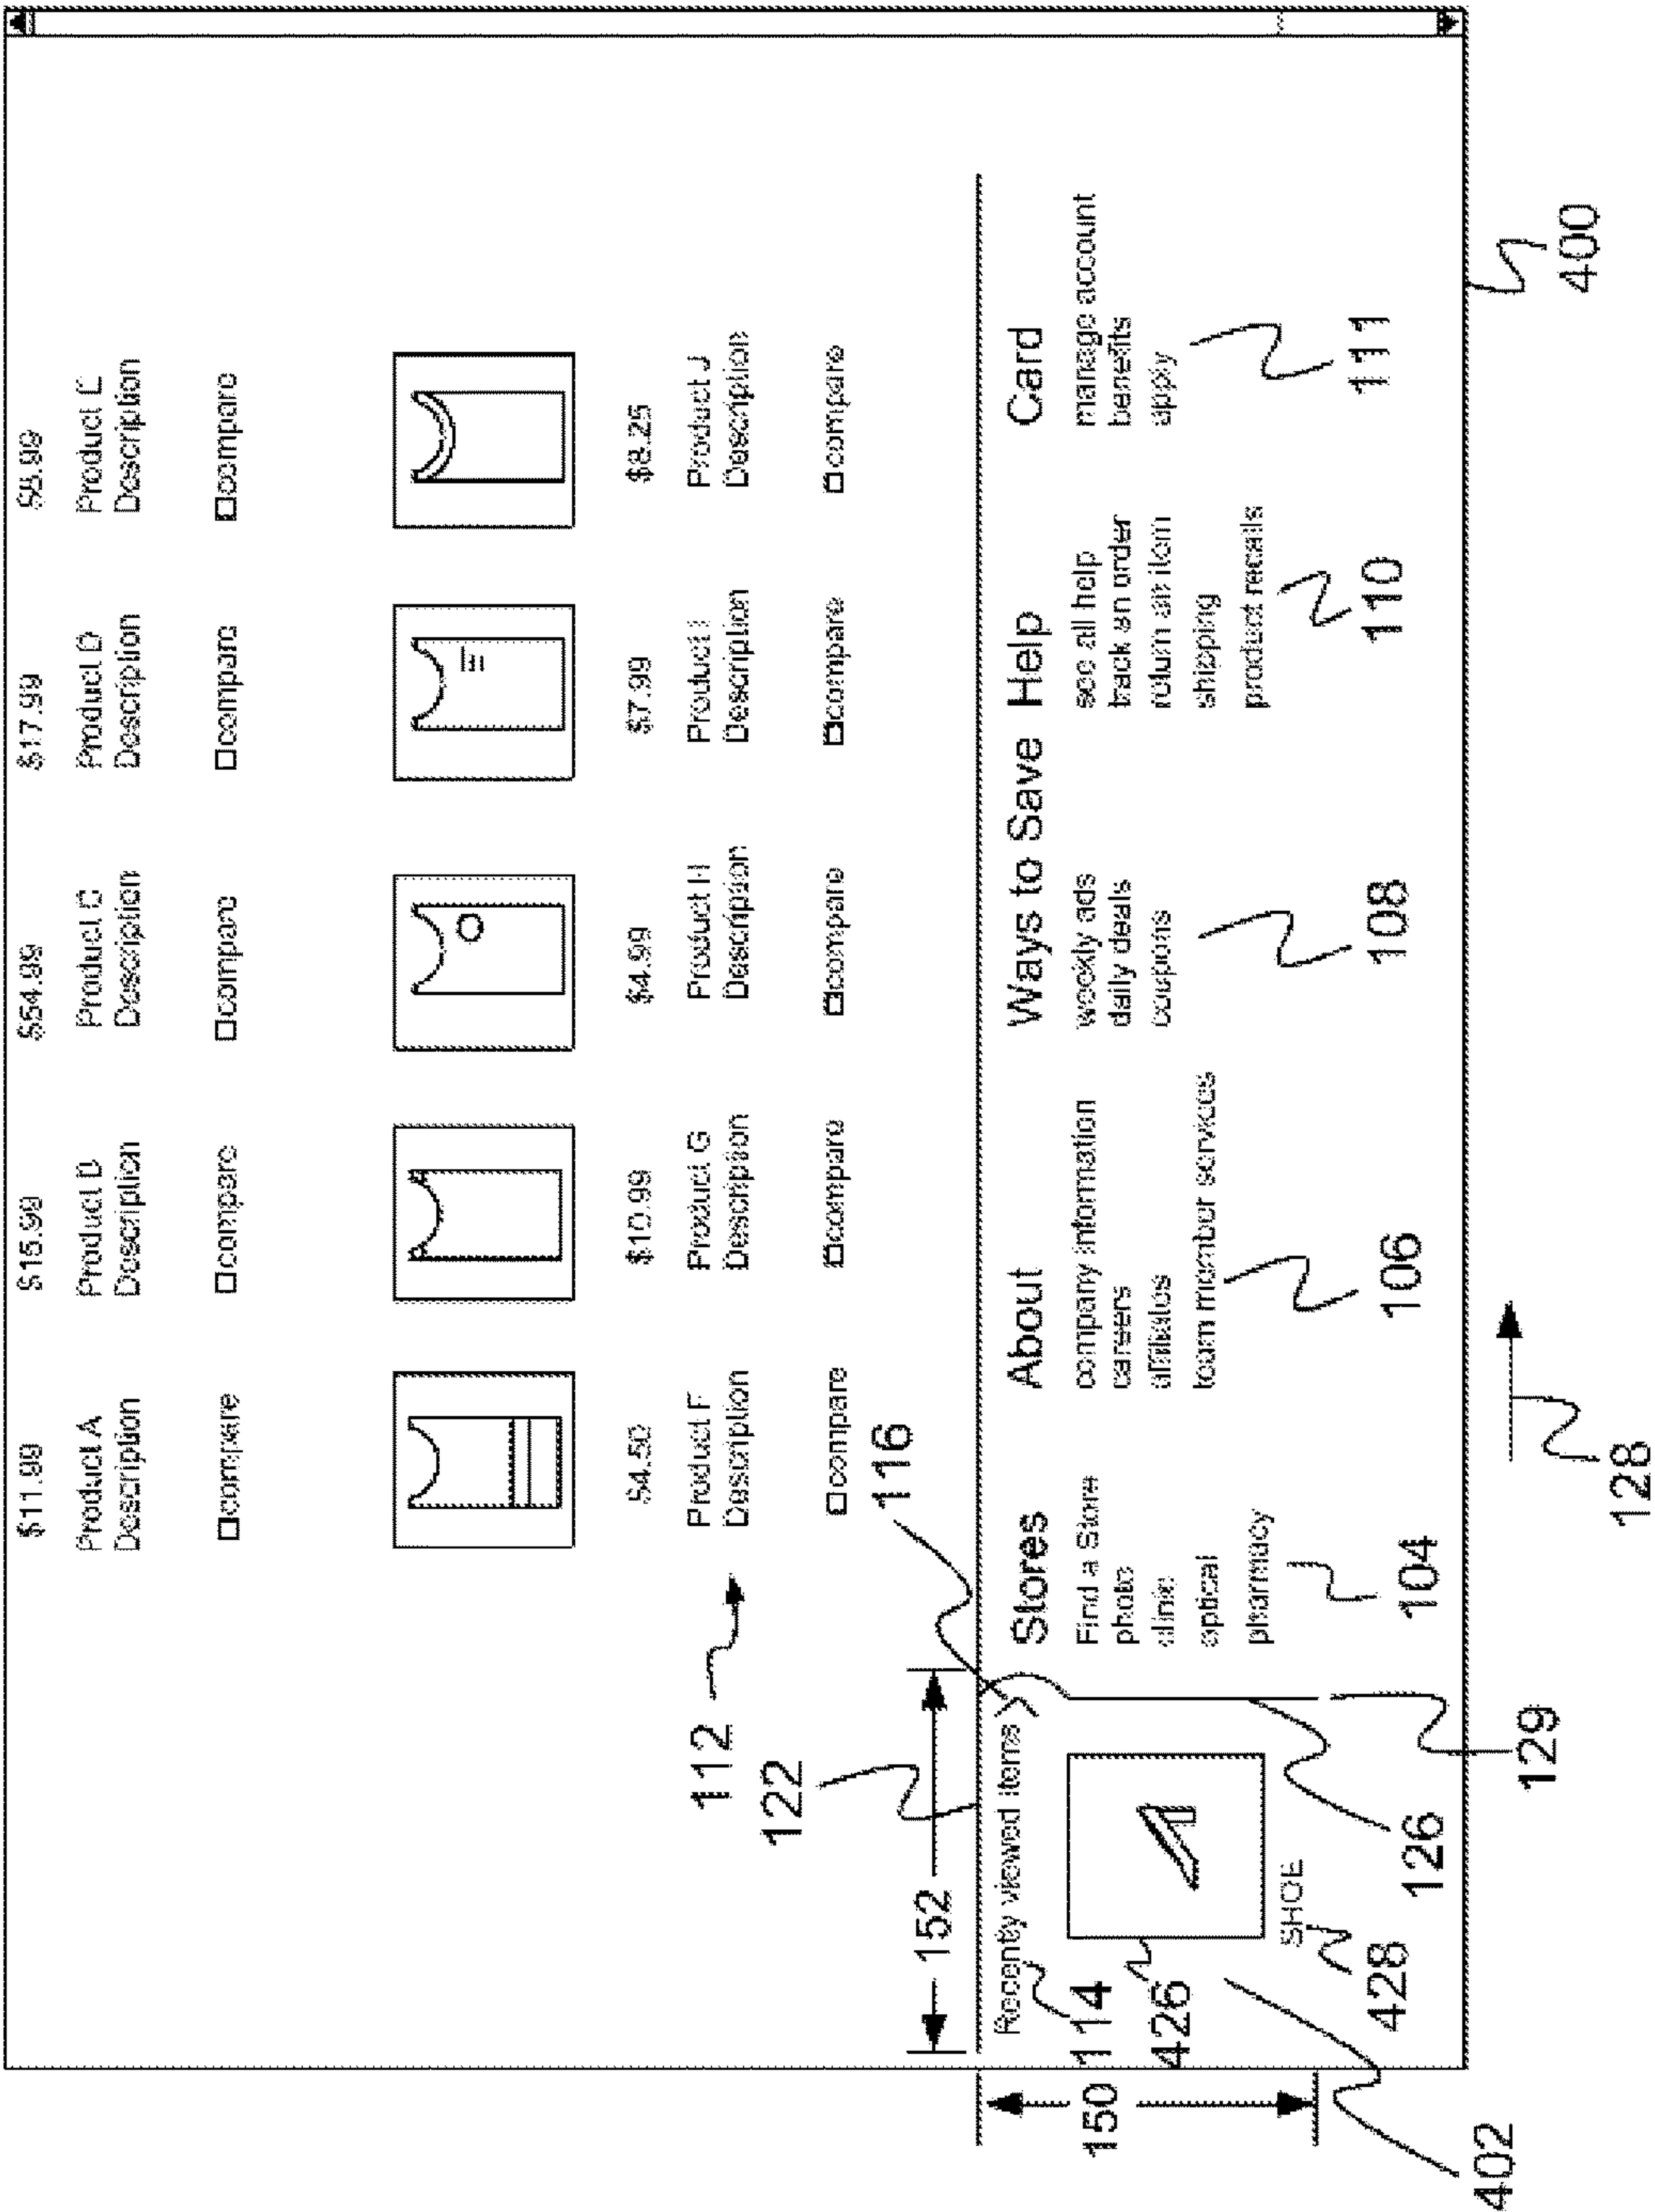 $11.99 $15.99 $54.99 $17.99 $8.99
Product A Product B Product C Product D Product E
Description Description Description Description Description
compare compare compare compare compare
$4.50 $10.99 $4.99 $7.99 $8.25
Product F Product G Product H Product I Product J
Description Description Description Description Description
compare compare compare compare compare
112
122
116
152
Recently viewed items
114
426
SHOE
428
150
402
126
129
Stores
Find a Store
photo
clinic
optical
pharmacy
104
About
company information
careers
affiliates
team member services
106
Ways to Save
weekly ads
daily deals
coupons
108
Help
see all help
track an order
return an item
shipping
product recalls
110
Card
manage account
benefits
apply
111
128
400